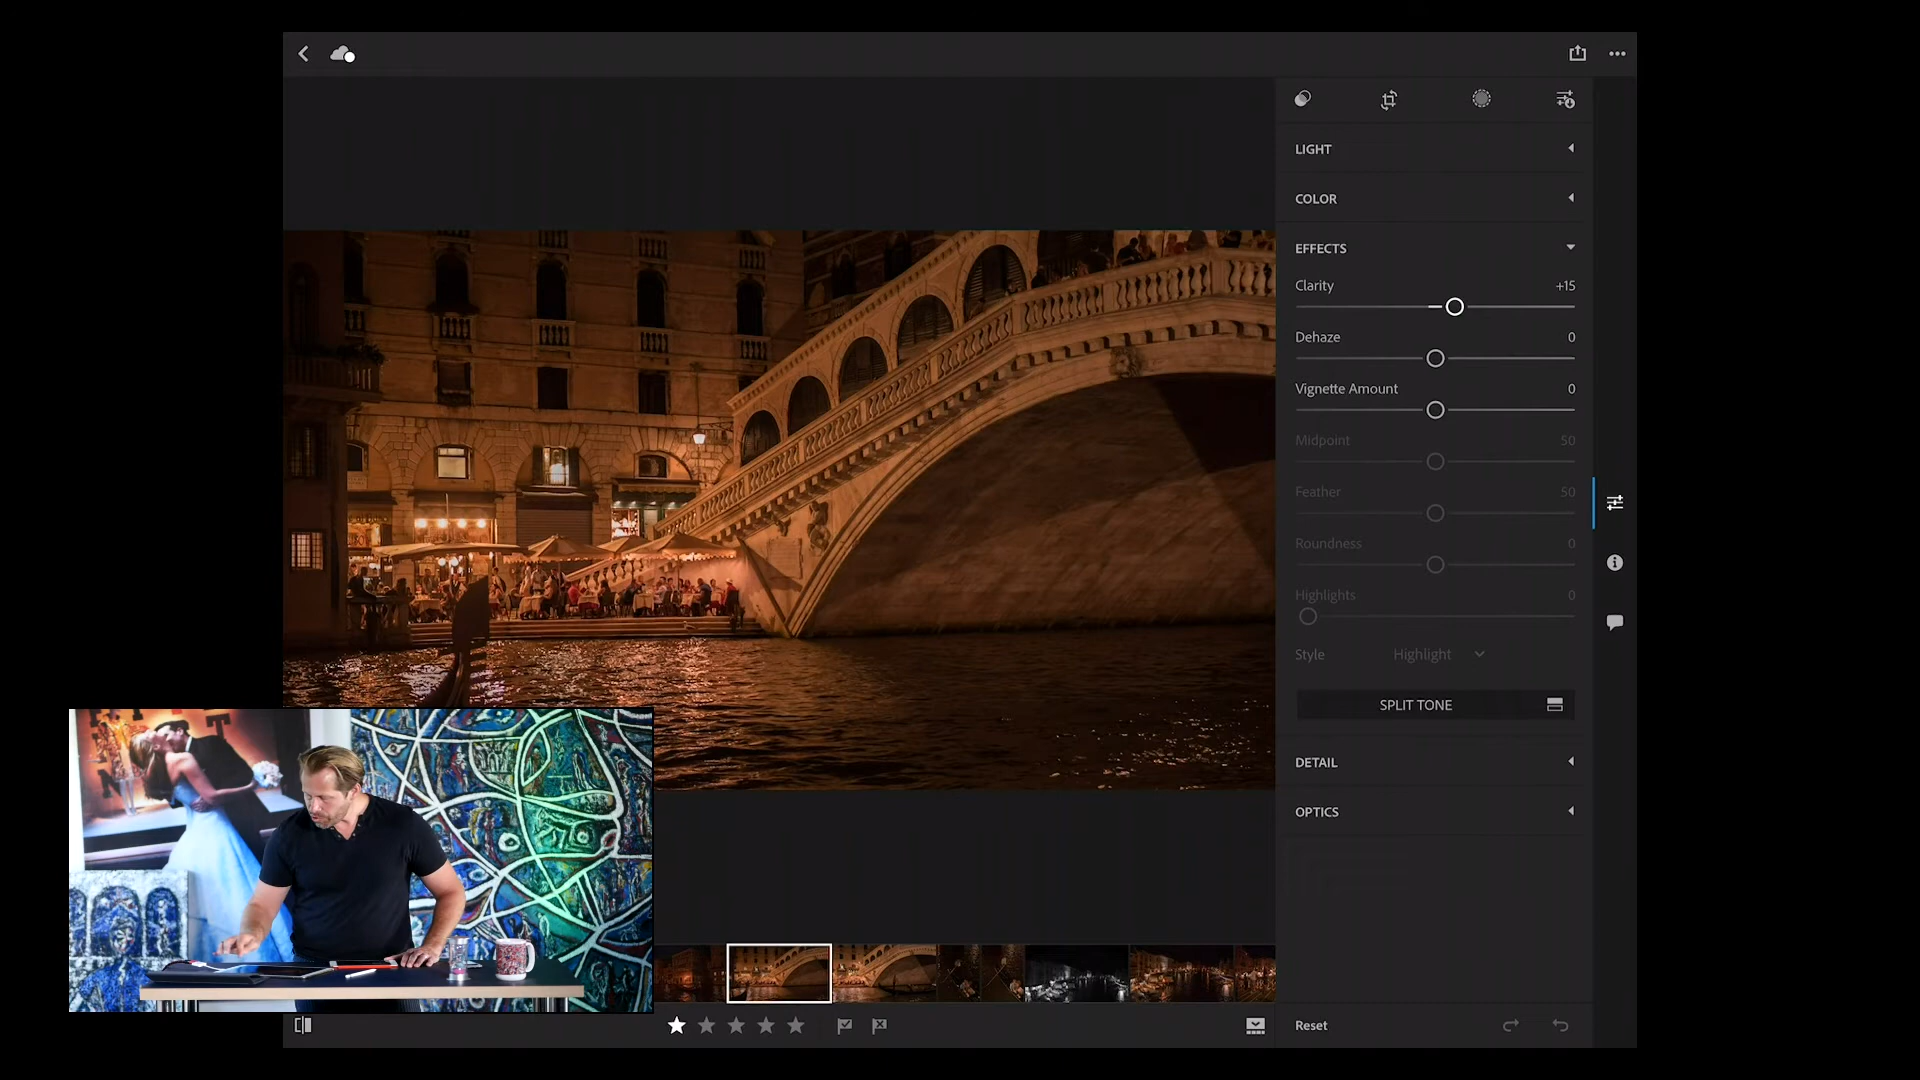 LIGHT
COLOR
EFFECTS
Clarity +15
Dehaze 0
Vignette Amount 0
Midpoint 50
Feather 50
Roundness 0
Highlights 0
Style Highlight
SPLIT TONE
DETAIL
OPTICS
Reset